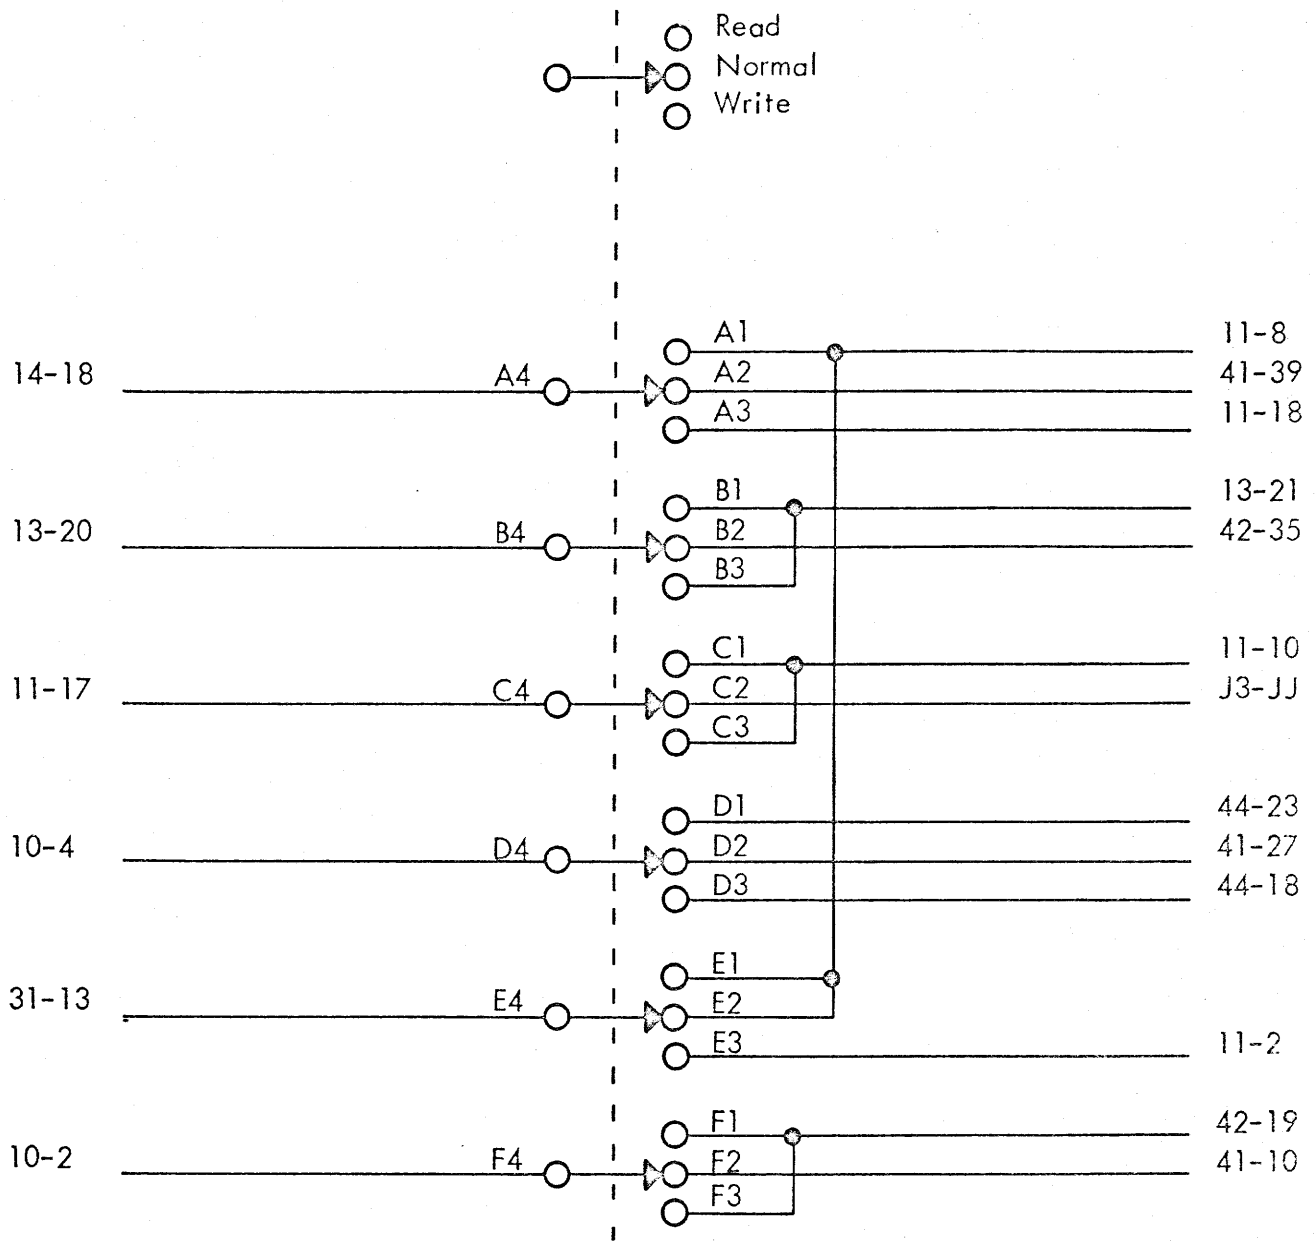 Read
Normal
Write
A1 11-8
14-18 A4 A2 41-39
A3 11-18
B1 13-21
13-20 B4 B2 42-35
B3
C1 11-10
11-17 C4 C2 J3-JJ
C3
D1 44-23
10-4 D4 D2 41-27
D3 44-18
E1
31-13 E4 E2
E3 11-2
F1 42-19
10-2 F4 F2 41-10
F3